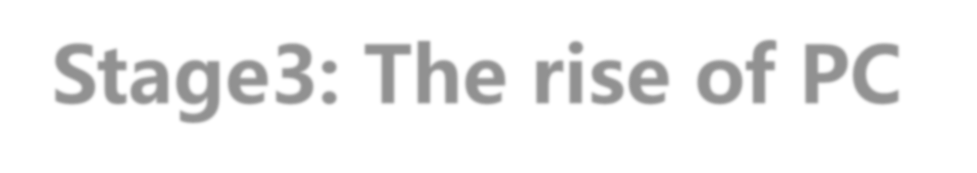 Stage3: The rise of PC